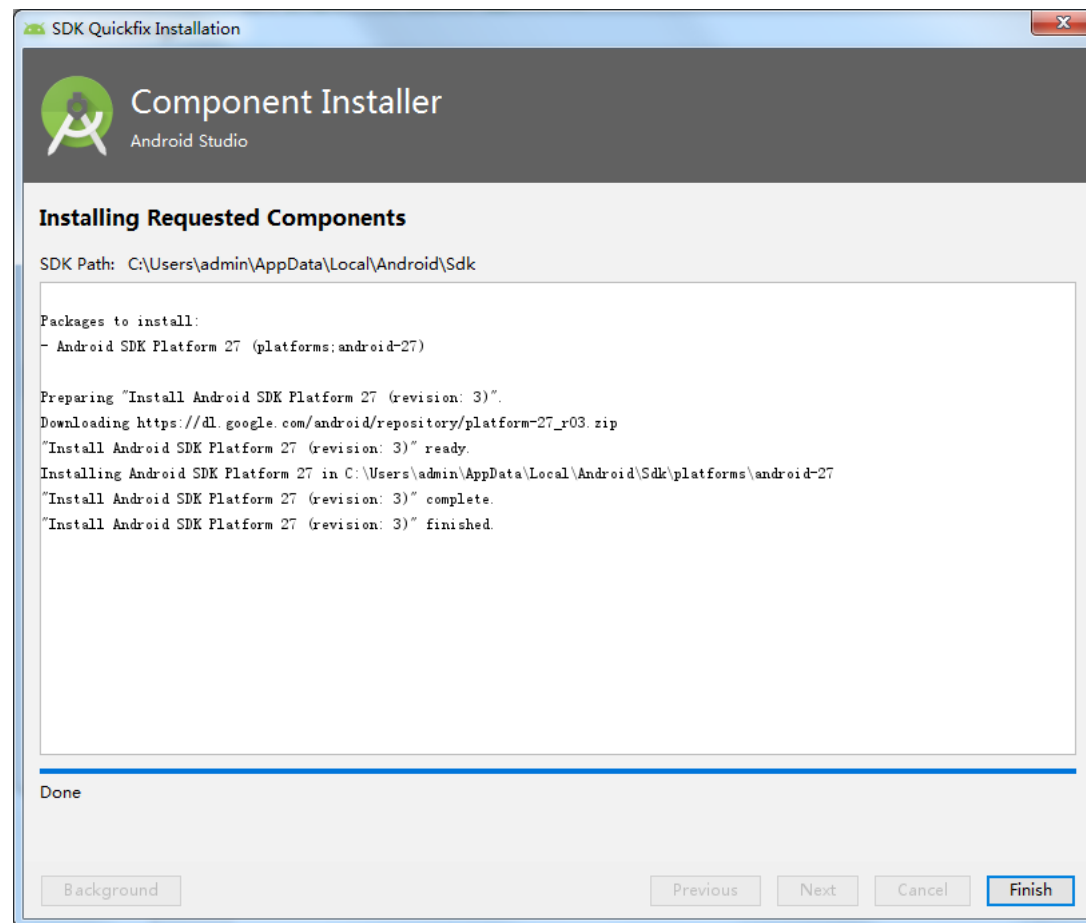 SDK Quickfix Installation
Component Installer
Android Studio
Installing Requested Components
SDK Path: C:\Users\admin\AppData\Local\Android\Sdk
Packages to install:
- Android SDK Platform 27 (platforms;android-27)
Preparing "Install Android SDK Platform 27 (revision: 3)".
Downloading https://dl.google.com/android/repository/platform-27_r03.zip
"Install Android SDK Platform 27 (revision: 3)" ready.
Installing Android SDK Platform 27 in C:\Users\admin\AppData\Local\Android\Sdk\platforms\android-27
"Install Android SDK Platform 27 (revision: 3)" complete.
"Install Android SDK Platform 27 (revision: 3)" finished.
Done
Background Previous Next Cancel Finish